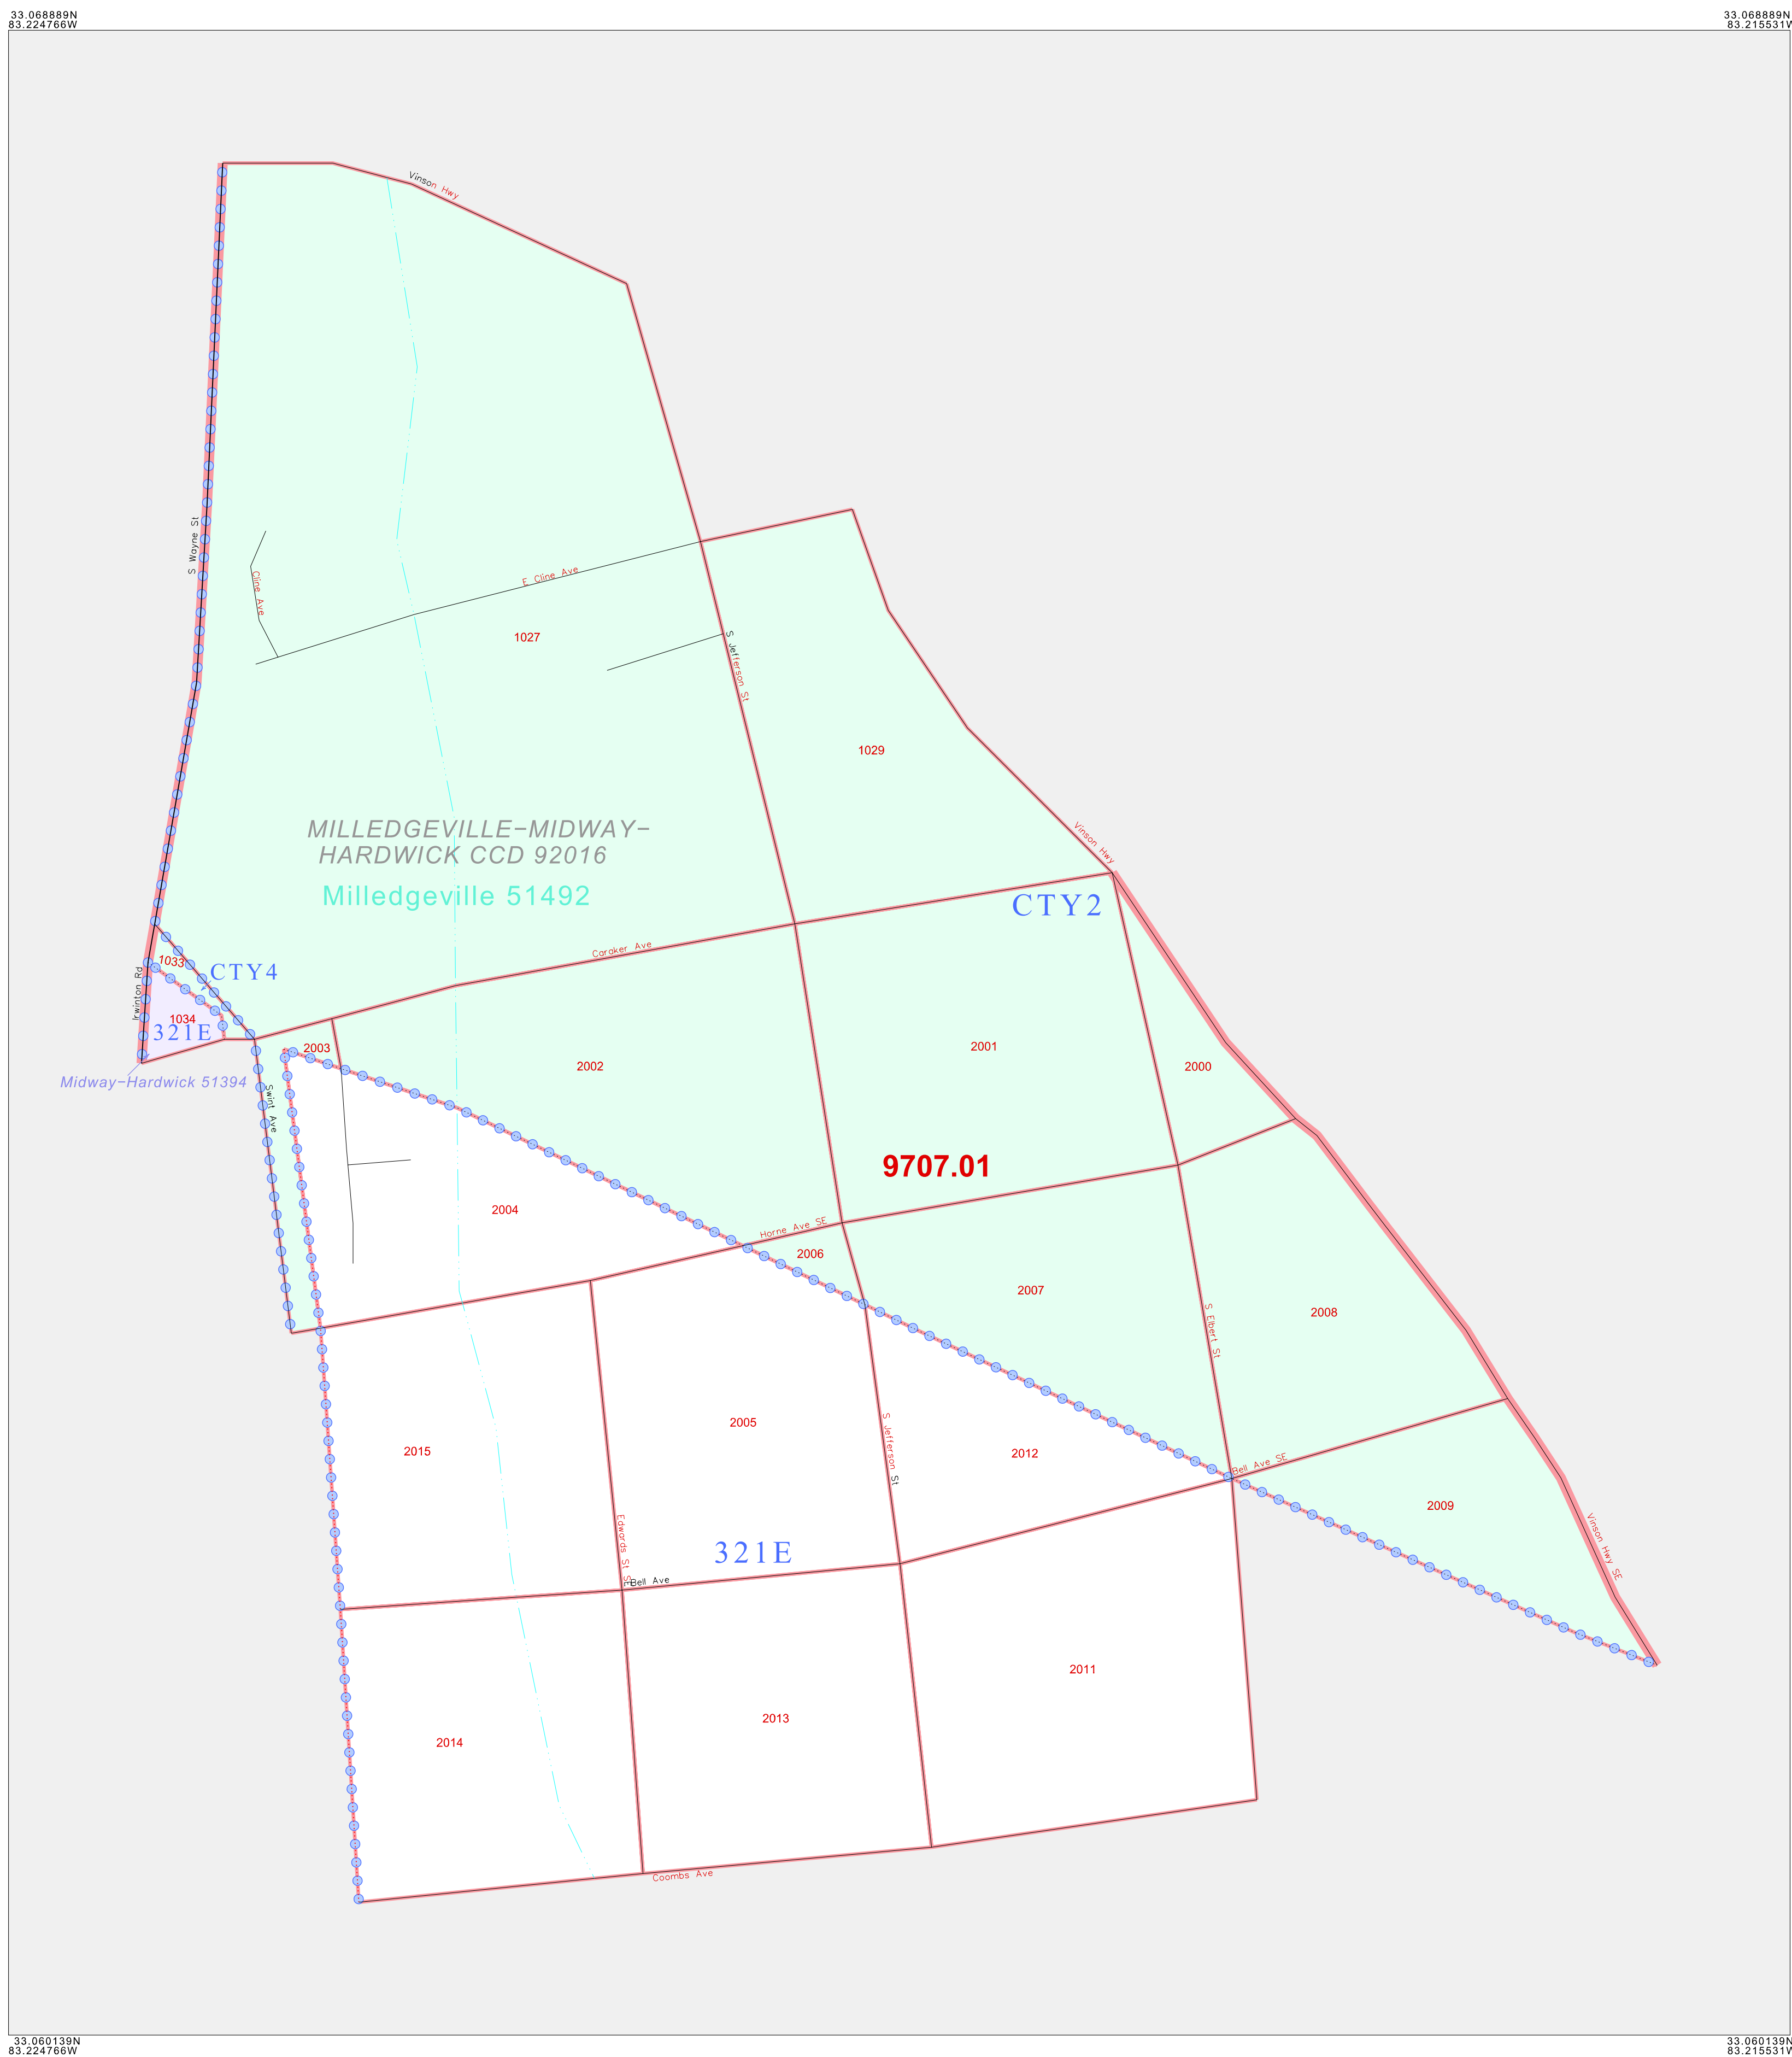 33.068889N
83.224766W
33.068889N
83.215531W
Vinson Hwy
S Wayne St
Cline Ave
E Cline Ave
1027
S Jefferson St
1029
MILLEDGEVILLE-MIDWAY-
HARDWICK CCD 92016
Milledgeville 51492
Vinson Hwy
CTY2
Caraker Ave
1033
CTY4
Irwinton Rd
1034
321E
Midway-Hardwick 51394
2003
2002
2001
2000
Swint Ave
9707.01
2004
Horne Ave SE
2006
2007
2008
S Elbert St
2005
2015
S Jefferson St
2012
Bell Ave SE
2009
Vinson Hwy SE
Edwards St SE
321E
Bell Ave
2011
2013
2014
Coombs Ave
33.060139N
83.224766W
33.060139N
83.215531W